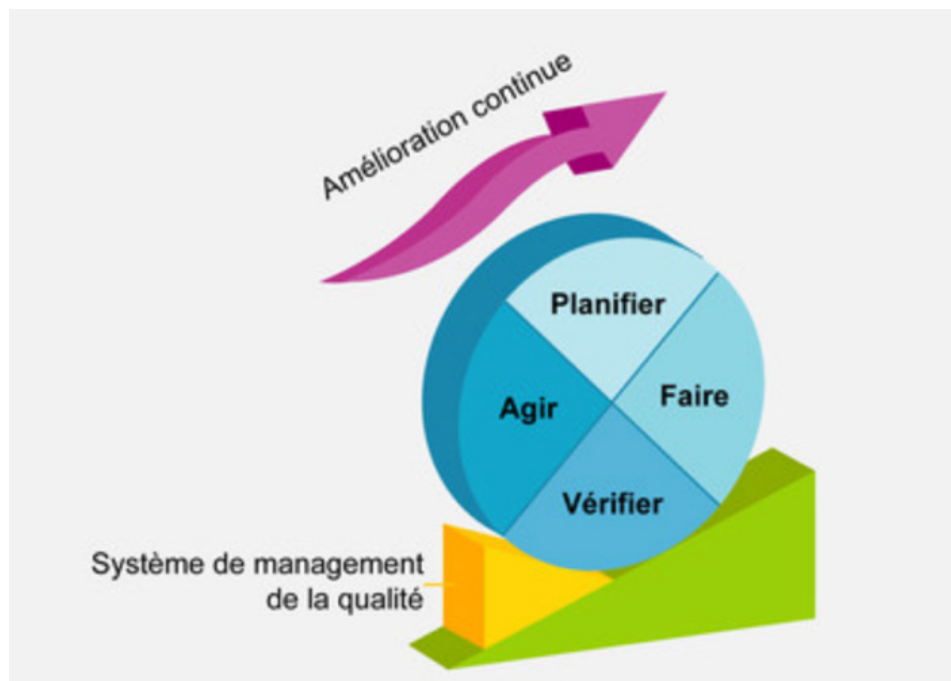 Amélioration continue
Planifier
Agir
Faire
Vérifier
Système de management
de la qualité